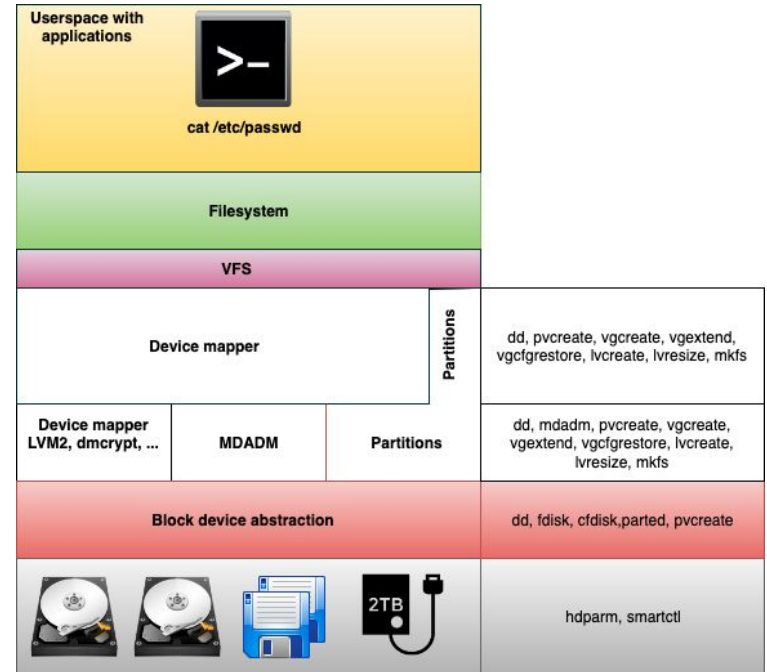 Userspace with
applications
>-
cat /etc/passwd
Filesystem
VFS
Device mapper
Partitions
dd, pvcreate, vgcreate, vgextend,
vgcfgrestore, lvcreate, lvresize, mkfs
Device mapper
LVM2, dmcrypt, ...
MDADM
Partitions
dd, mdadm, pvcreate, vgcreate,
vgextend, vgcfgrestore, lvcreate,
lvresize, mkfs
Block device abstraction
dd, fdisk, cfdisk,parted, pvcreate
2TB
hdparm, smartctl